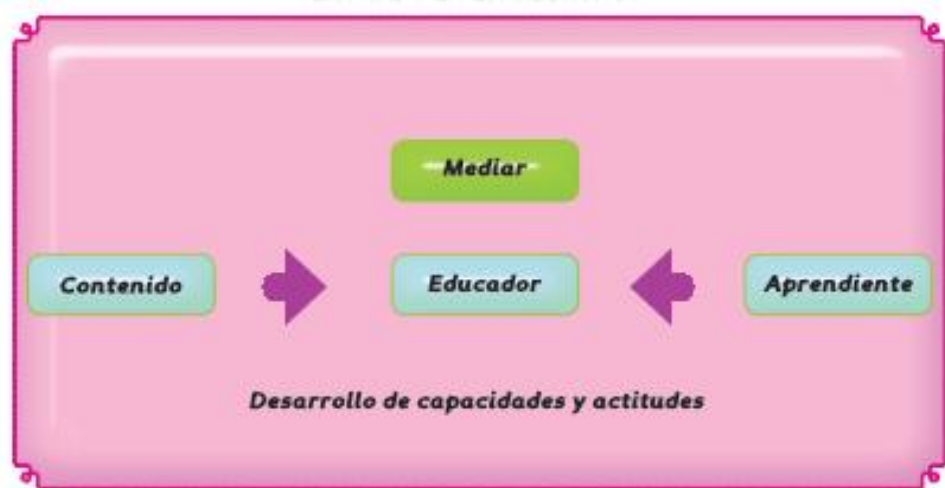 Mediar
Contenido
Educador
Aprendiente
Desarrollo de capacidades y actitudes